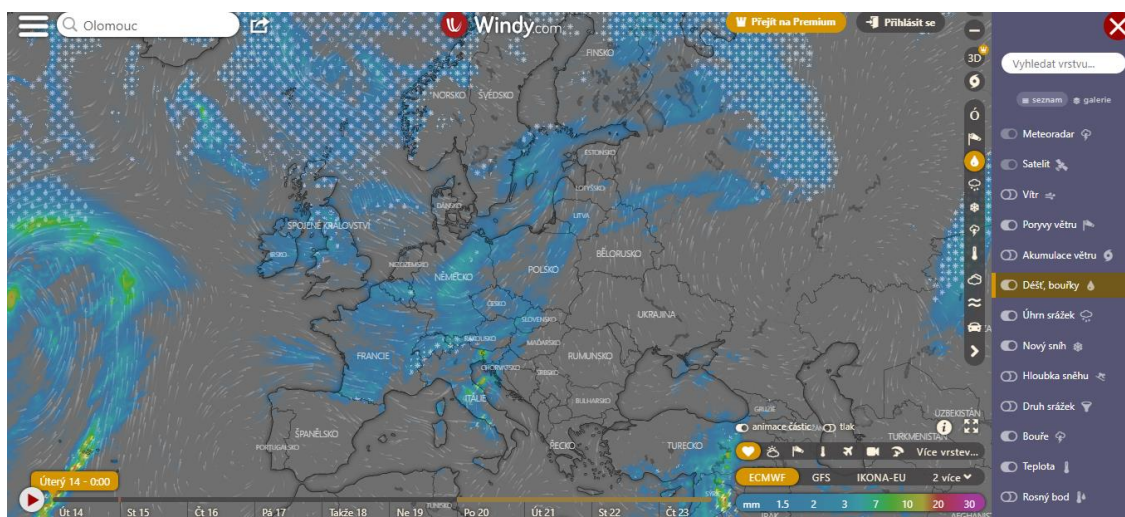 Olomouc
Windy.com
Přejít na Premium
Přihlásit se
3D
Vyhledat vrstvu...
seznam
galerie
Meteoradar
Satelit
Vítr
Poryvy větru
Akumulace větru
Déšť, bouřky
Úhrn srážek
Nový sníh
Hloubka sněhu
Druh srážek
Bouře
Teplota
Rosný bod
FINSKO
NORSKO
ŠVÉDSKO
ESTONSKO
LOTYŠSKO
DÁNSKO
LITVA
SPOJENÉ KRÁLOVSTVÍ
IRSKO
NIZOZEMSKO
BĚLORUSKO
NĚMECKO
POLSKO
ČESKO
UKRAJINA
SLOVENSKO
FRANCIE
RAKOUSKO
MAĎARSKO
RUMUNSKO
CHORVATSKO
SRBSKO
ITÁLIE
BULHARSKO
ŠPANĚLSKO
PORTUGALSKO
ŘECKO
TURECKO
GRUZIE
UZBEKISTÁN
TURKMENISTÁN
TUNISKO
IRÁK
animace částic
tlak
Více vrstev...
ECMWF
GFS
IKONA-EU
2 více
mm 1.5 2 3 7 10 20 30
Úterý 14 - 0:00
Út 14
St 15
Čt 16
Pá 17
Takže 18
Ne 19
Po 20
Út 21
St 22
Čt 23